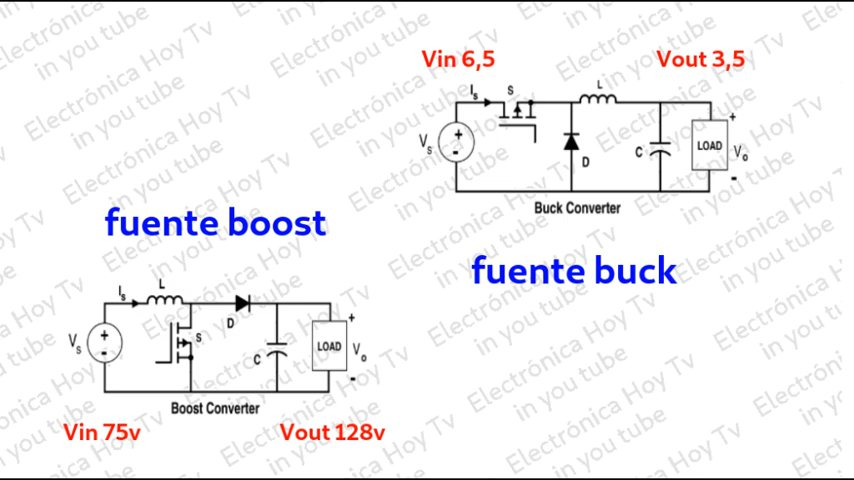 Vin 6,5
Vout 3,5
Is
S
L
Vs
+
-
D
C
LOAD
+
Vo
-
Buck Converter
fuente boost
fuente buck
Is
L
Vs
+
-
S
D
C
LOAD
+
Vo
-
Boost Converter
Vin 75v
Vout 128v
Electrónica Hoy Tv
in you tube